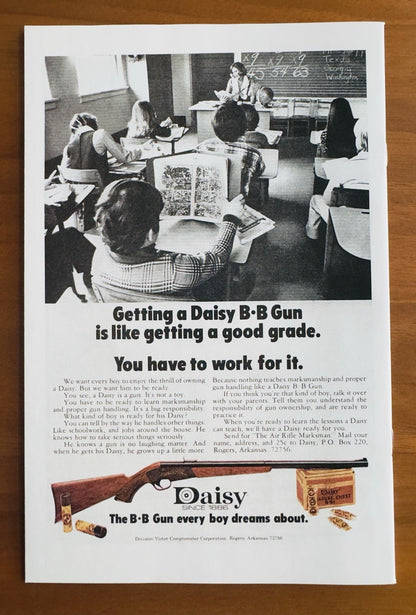 x9 x9 x9
45 54 63
Texas
Georgia
Washington
Getting a Daisy B•B Gun
is like getting a good grade.
You have to work for it.
We want every boy to enjoy the thrill of owning
a Daisy. But we want him to be ready.
You see, a Daisy is a gun. It's not a toy.
You have to be ready to learn marksmanship
and proper gun handling. It's a big responsibility.
What kind of boy is ready for his Daisy?
You can tell by the way he handles other things.
Like schoolwork, and jobs around the house. He
knows how to take serious things seriously.
He knows a gun is no laughing matter. And
when he gets his Daisy, he grows up a little more.
Because nothing teaches marksmanship and proper
gun handling like a Daisy B•B Gun.
If you think you're that kind of boy, talk it over
with your parents. Tell them you understand the
responsibility of gun ownership, and are ready to
practice it.
When you're ready to learn the lessons a Daisy
can teach, we'll have a Daisy ready for you.
Send for The Air Rifle Marksman. Mail your
name, address, and 25¢ to Daisy, P.O. Box 220,
Rogers, Arkansas 72756.
Daisy
SINCE 1886
The B•B Gun every boy dreams about.
Division Victor Comptometer Corporation, Rogers, Arkansas 72756